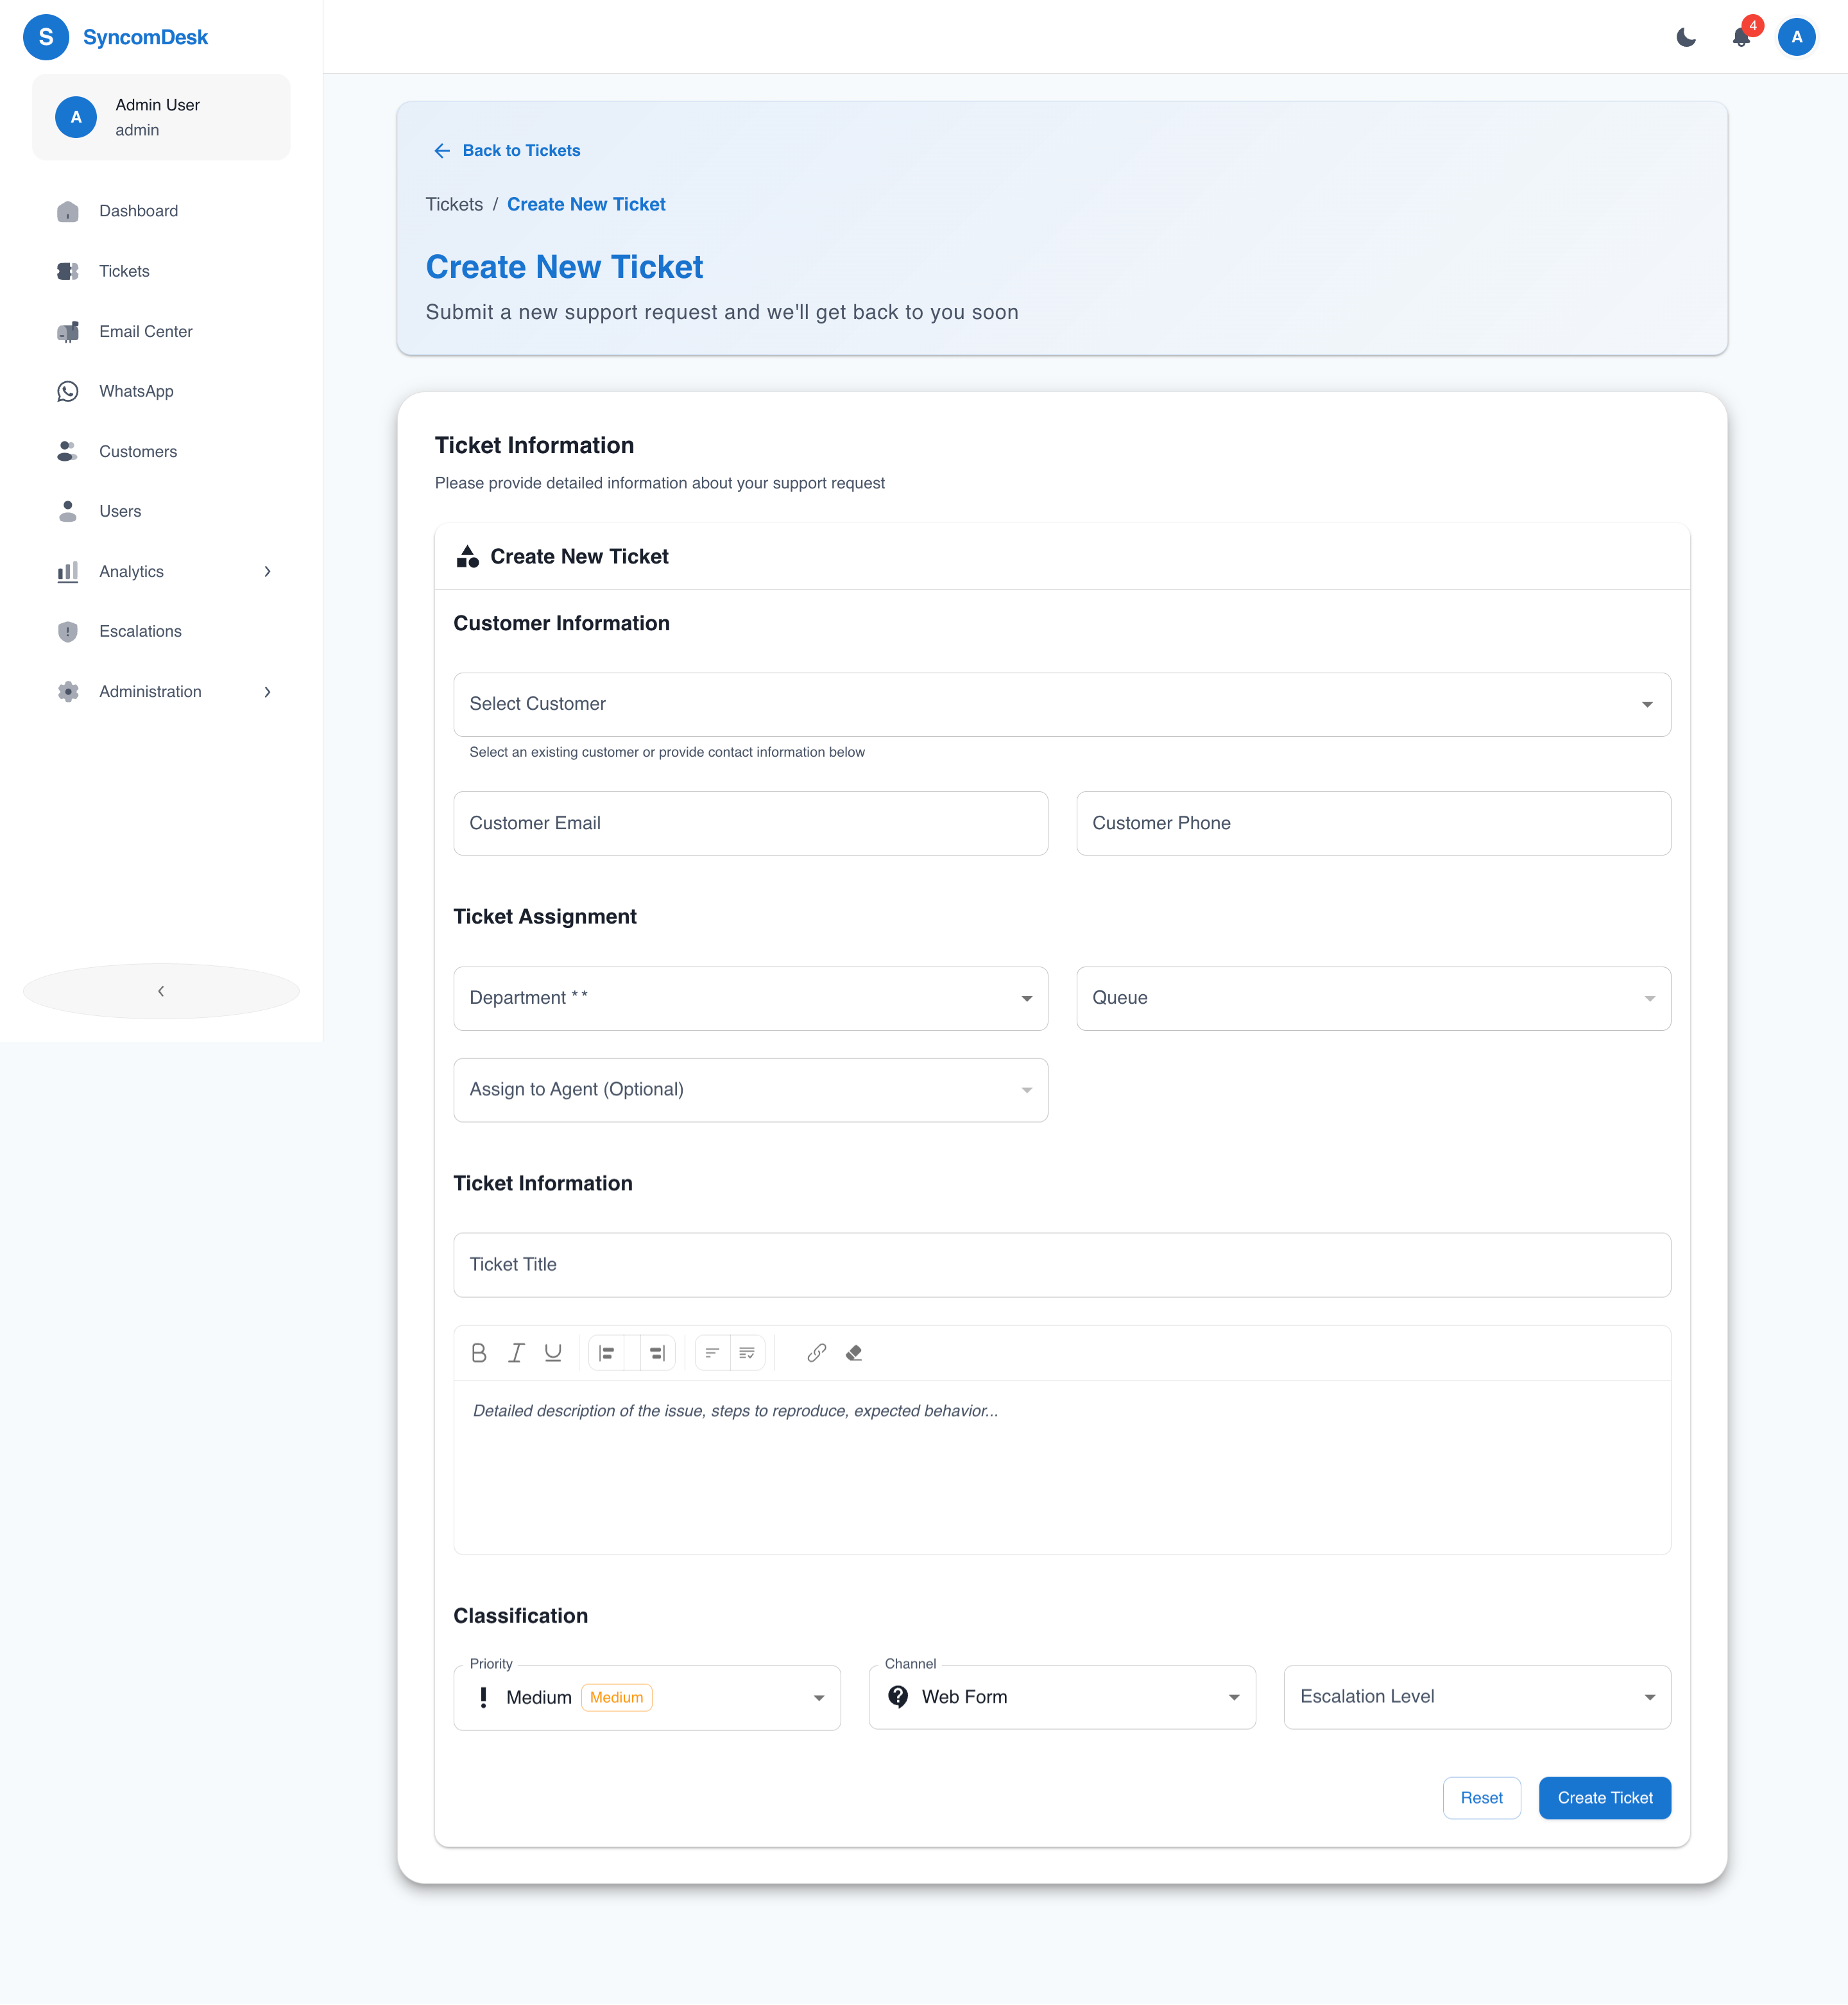 S SyncomDesk
4
A
A
Admin User
admin
Dashboard
Tickets
Email Center
WhatsApp
Customers
Users
Analytics
Escalations
Administration
Back to Tickets
Tickets / Create New Ticket
Create New Ticket
Submit a new support request and we'll get back to you soon
Ticket Information
Please provide detailed information about your support request
Create New Ticket
Customer Information
Select Customer
Select an existing customer or provide contact information below
Customer Email
Customer Phone
Ticket Assignment
Department * *
Queue
Assign to Agent (Optional)
Ticket Information
Ticket Title
Detailed description of the issue, steps to reproduce, expected behavior...
Classification
Priority
Medium Medium
Channel
Web Form
Escalation Level
Reset
Create Ticket